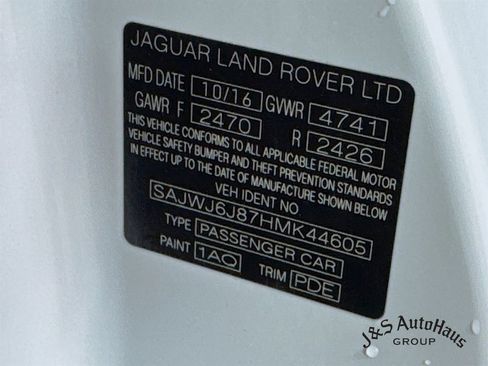 JAGUAR LAND ROVER LTD
MFD DATE 10/16 GVWR 4741
GAWR F 2470 R 2426
THIS VEHICLE CONFORMS TO ALL APPLICABLE FEDERAL MOTOR
VEHICLE SAFETY BUMPER AND THEFT PREVENTION STANDARDS
IN EFFECT UP TO THE DATE OF MANUFACTURE SHOWN BELOW
VEH IDENT NO
SAJWJ6J87HMK44605
TYPE PASSENGER CAR
PAINT 1AQ TRIM PDE
J&S AUTOHAUS
GROUP